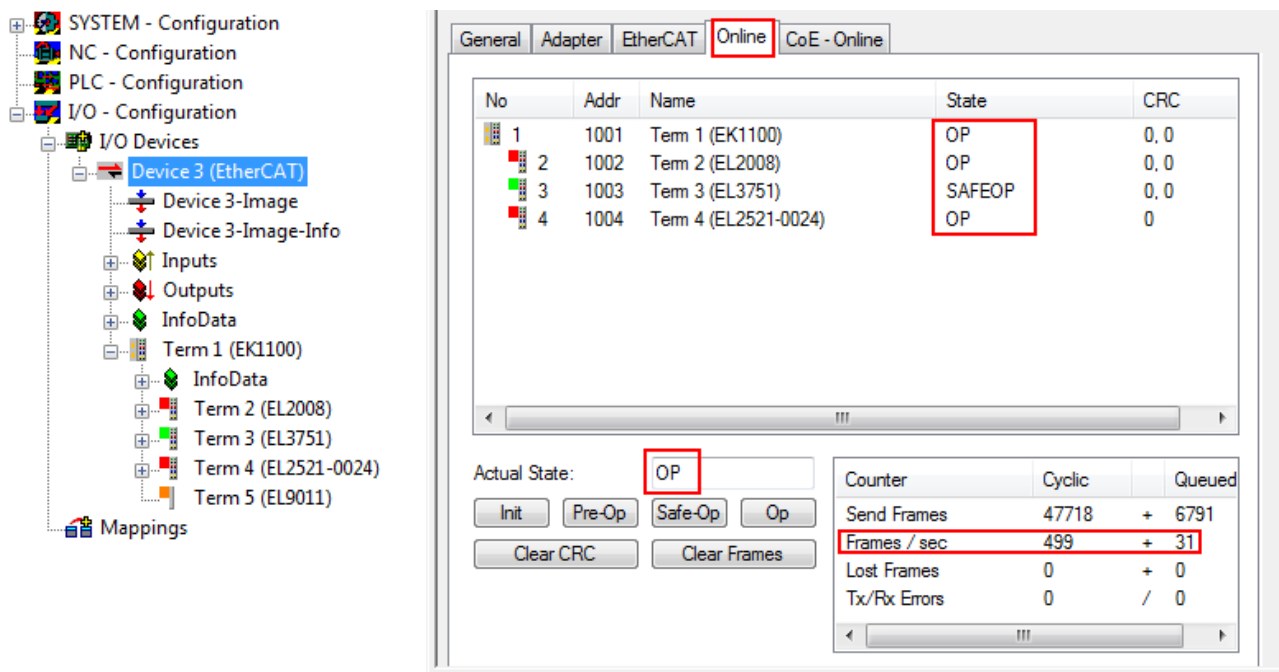 SYSTEM - Configuration
NC - Configuration
PLC - Configuration
I/O - Configuration
I/O Devices
Device 3 (EtherCAT)
Device 3-Image
Device 3-Image-Info
Inputs
Outputs
InfoData
Term 1 (EK1100)
InfoData
Term 2 (EL2008)
Term 3 (EL3751)
Term 4 (EL2521-0024)
Term 5 (EL9011)
Mappings
General Adapter EtherCAT Online CoE - Online
No Addr Name State CRC
1 1001 Term 1 (EK1100) OP 0, 0
2 1002 Term 2 (EL2008) OP 0, 0
3 1003 Term 3 (EL3751) SAFEOP 0, 0
4 1004 Term 4 (EL2521-0024) OP 0
Actual State: OP
Init Pre-Op Safe-Op Op
Clear CRC Clear Frames
Counter Cyclic Queued
Send Frames 47718 + 6791
Frames / sec 499 + 31
Lost Frames 0 + 0
Tx/Rx Errors 0 / 0